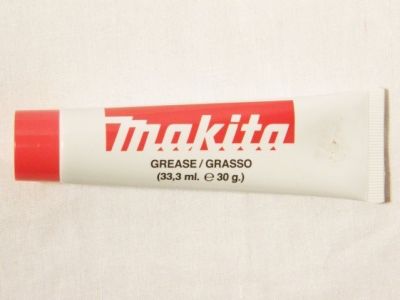 makita
GREASE / GRASSO
(33,3 ml. ℮ 30 g.)